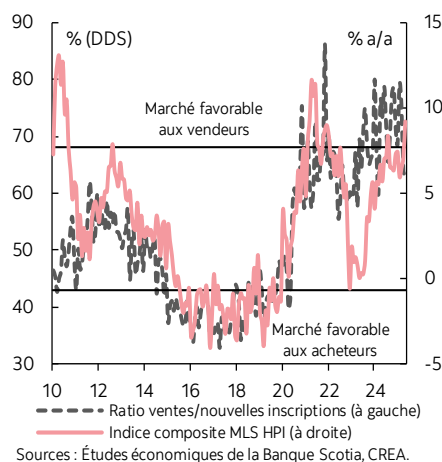 % (DDS)
% a/a
90
80
70
60
50
40
30
15
10
5
0
-5
Marché favorable
aux vendeurs
Marché favorable
aux acheteurs
10 12 14 16 18 20 22 24
Ratio ventes/nouvelles inscriptions (à gauche)
Indice composite MLS HPI (à droite)
Sources : Études économiques de la Banque Scotia, CREA.